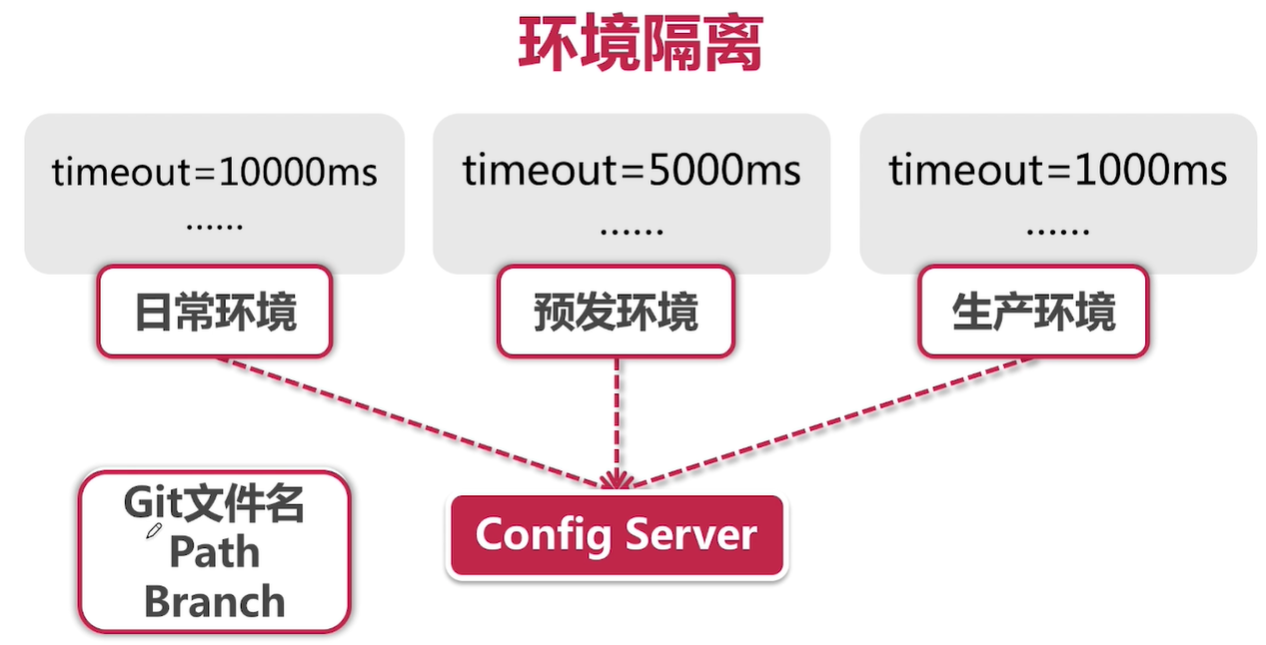 环境隔离
timeout=10000ms
......
timeout=5000ms
......
timeout=1000ms
......
日常环境
预发环境
生产环境
Git文件名
Path
Branch
Config Server